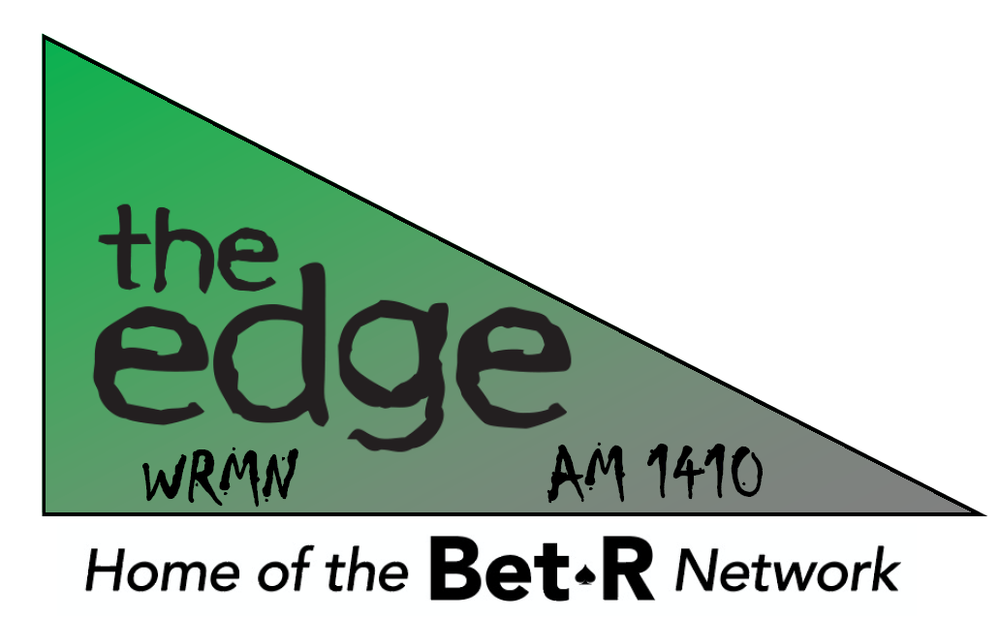 the
edge
WRMN AM 1410
Home of the Bet♠R Network